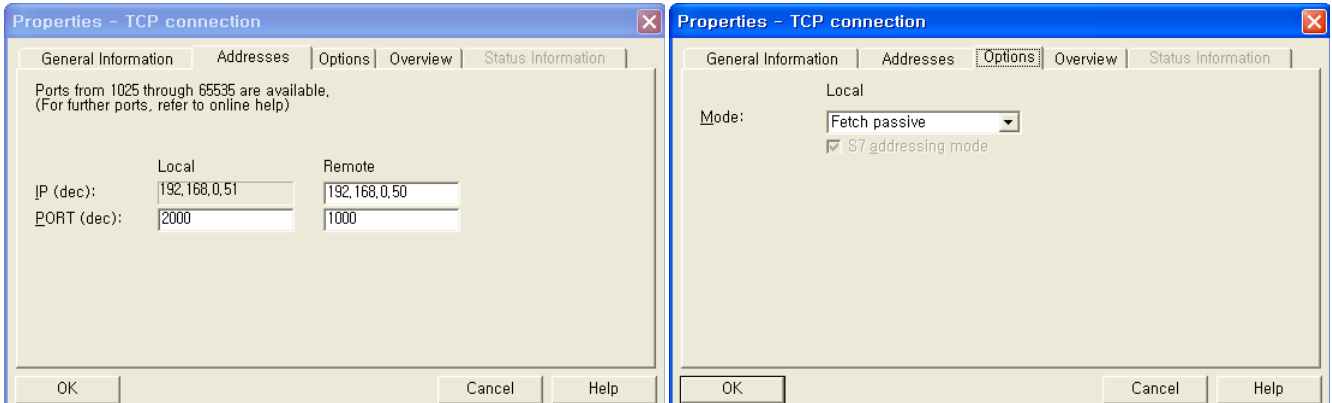 Properties - TCP connection
General Information
Addresses
Options
Overview
Status Information
Ports from 1025 through 65535 are available,
(For further ports, refer to online help)
Local
Remote
IP (dec):
192,168,0,51
192,168,0,50
PORT (dec):
2000
1000
OK
Cancel
Help
Properties - TCP connection
General Information
Addresses
Options
Overview
Status Information
Local
Mode:
Fetch passive
S7 addressing mode
OK
Cancel
Help